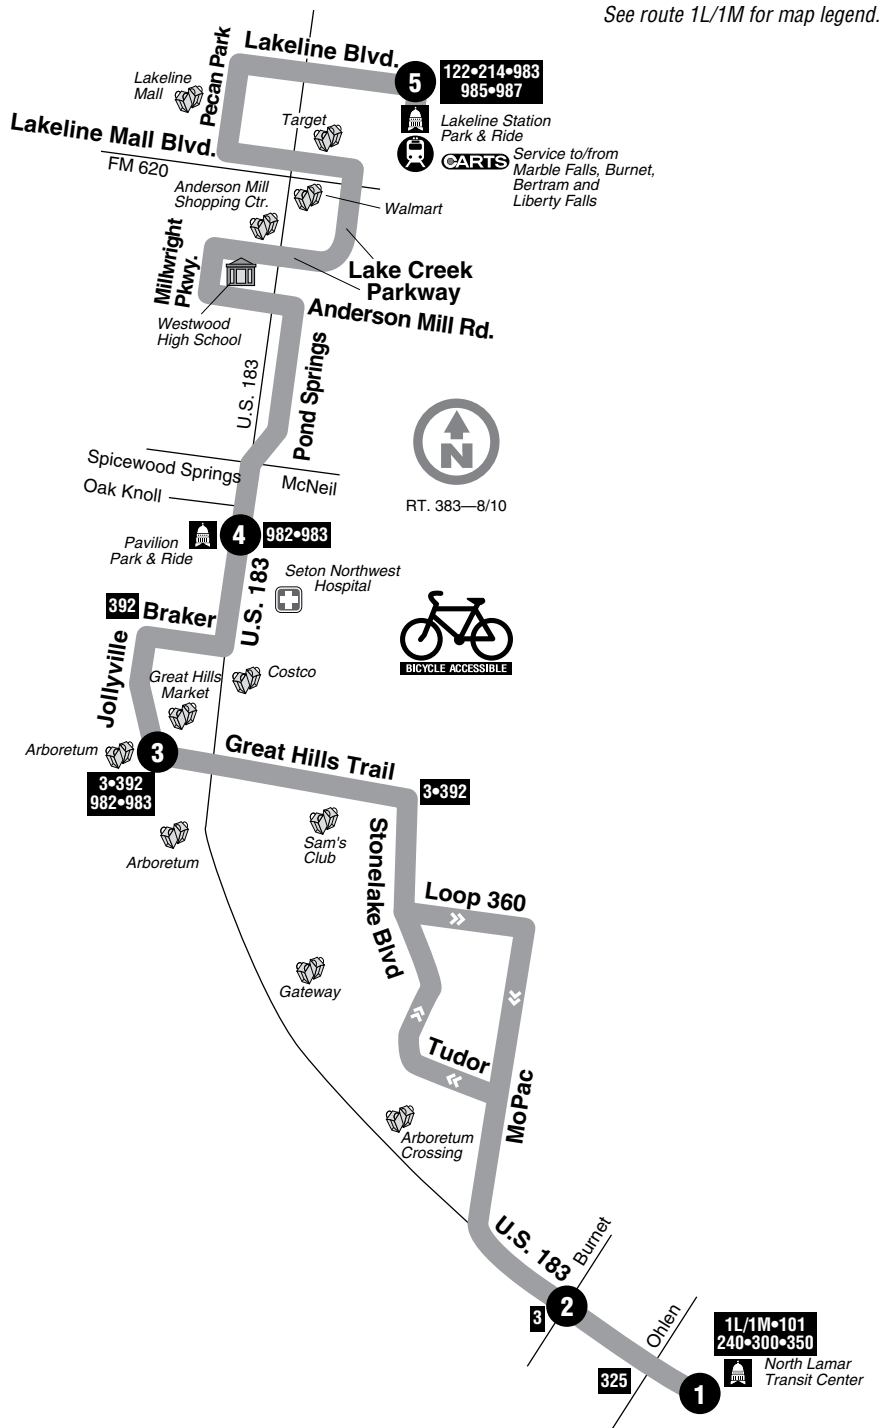 See route 1L/1M for map legend.
Lakeline Blvd.
Pecan Park
5
122•214•983
985•987
Lakeline
Mall
Target
Lakeline Station
Park & Ride
Lakeline Mall Blvd.
FM 620
CARTS
Service to/from
Marble Falls, Burnet,
Bertram and
Liberty Falls
Anderson Mill
Shopping Ctr.
Walmart
Millwright
Pkwy.
Lake Creek
Parkway
Westwood
High School
Anderson Mill Rd.
U.S. 183
Pond Springs
N
RT. 383—8/10
Spicewood Springs
McNeil
Oak Knoll
4
982•983
Pavilion
Park & Ride
U.S. 183
Seton Northwest
Hospital
392
Braker
BICYCLE ACCESSIBLE
Jollyville
Great Hills
Market
Costco
Arboretum
3
Great Hills Trail
3•392
982•983
3•392
Arboretum
Sam's
Club
Stonelake Blvd
Loop 360
Gateway
Tudor
MoPac
Arboretum
Crossing
U.S. 183
Burnet
2
3
Ohlen
1L/1M•101
240•300•350
325
1
North Lamar
Transit Center